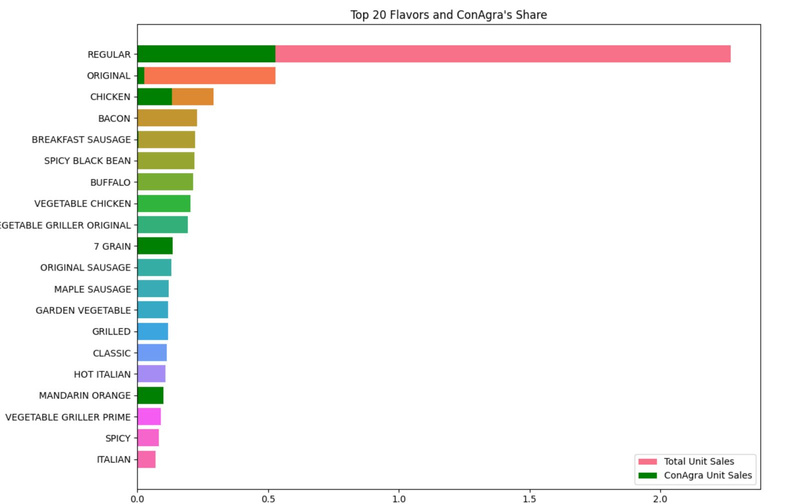 Top 20 Flavors and ConAgra's Share
REGULAR
ORIGINAL
CHICKEN
BACON
BREAKFAST SAUSAGE
SPICY BLACK BEAN
BUFFALO
VEGETABLE CHICKEN
EGETABLE GRILLER ORIGINAL
7 GRAIN
ORIGINAL SAUSAGE
MAPLE SAUSAGE
GARDEN VEGETABLE
GRILLED
CLASSIC
HOT ITALIAN
MANDARIN ORANGE
VEGETABLE GRILLER PRIME
SPICY
ITALIAN
Total Unit Sales
ConAgra Unit Sales
0.0 0.5 1.0 1.5 2.0